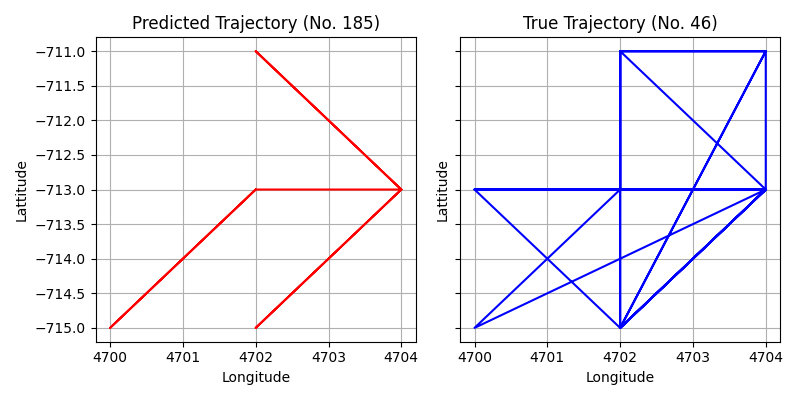 Predicted Trajectory (No. 185)
True Trajectory (No. 46)
Lattitude
−711.0
−711.5
−712.0
−712.5
−713.0
−713.5
−714.0
−714.5
−715.0
4700 4701 4702 4703 4704
Longitude
Lattitude
4700 4701 4702 4703 4704
Longitude